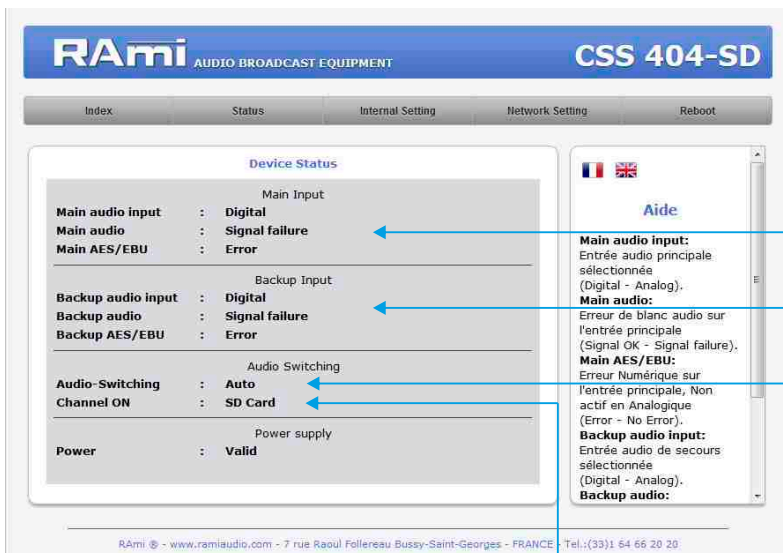 RAmi AUDIO BROADCAST EQUIPMENT CSS 404-SD
Index Status Internal Setting Network Setting Reboot
Device Status
Main Input
Main audio input : Digital
Main audio : Signal failure
Main AES/EBU : Error
Backup Input
Backup audio input : Digital
Backup audio : Signal failure
Backup AES/EBU : Error
Audio Switching
Audio-Switching : Auto
Channel ON : SD Card
Power supply
Power : Valid
Aide
Main audio input:
Entrée audio principale
sélectionnée
(Digital - Analog).
Main audio:
Erreur de blanc audio sur
l'entrée principale
(Signal OK - Signal failure).
Main AES/EBU:
Erreur Numérique sur
l'entrée principale, Non
actif en Analogique
(Error - No Error).
Backup audio input:
Entrée audio de secours
sélectionnée
(Digital - Analog).
Backup audio:
RAmi ® - www.ramiaudio.com - 7 rue Raoul Follereau Bussy-Saint-Georges - FRANCE - Tel.:(33)1 64 66 20 20